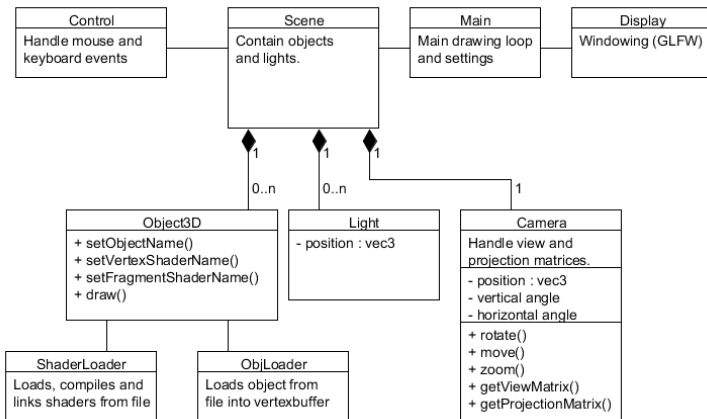 Control
Handle mouse and
keyboard events
Scene
Contain objects
and lights.
Main
Main drawing loop
and settings
Display
Windowing (GLFW)
1
1
1
0..n
0..n
1
Object3D
+ setObjectName()
+ setVertexShaderName()
+ setFragmentShaderName()
+ draw()
Light
- position : vec3
Camera
Handle view and
projection matrices.
- position : vec3
- vertical angle
- horizontal angle
+ rotate()
+ move()
+ zoom()
+ getViewMatrix()
+ getProjectionMatrix()
ShaderLoader
Loads, compiles and
links shaders from file
ObjLoader
Loads object from
file into vertexbuffer